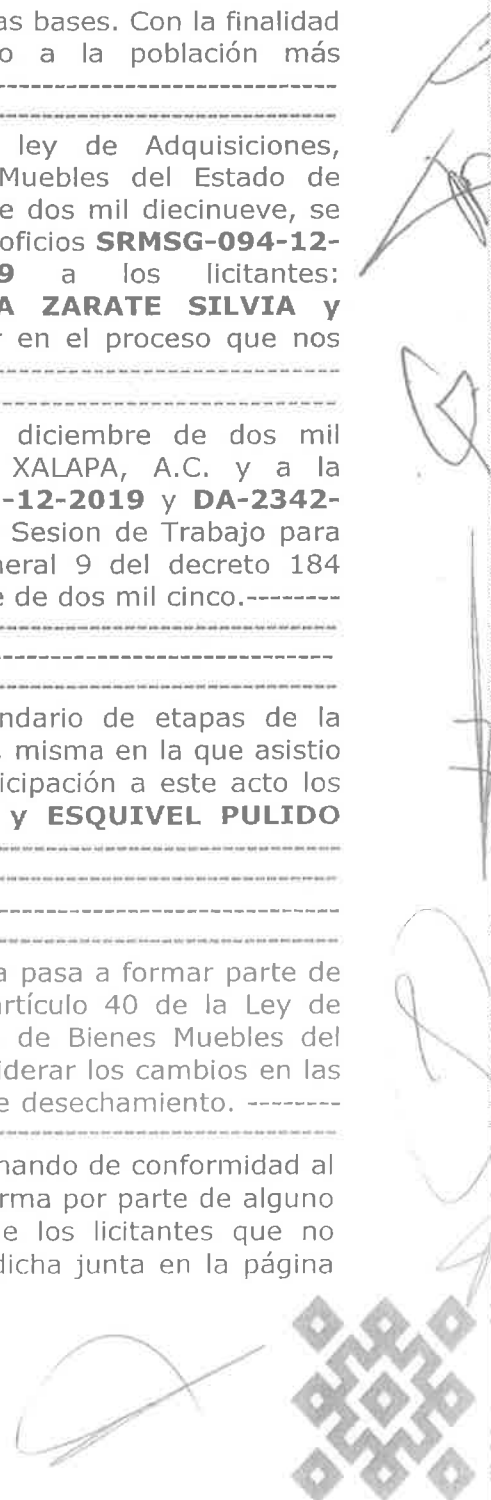 as bases. Con la finalidad
o a la población más
--------------------------------
--------------------------------
ley de Adquisiciones,
Muebles del Estado de
e dos mil diecinueve, se
oficios SRMSG-094-12-
9 a los licitantes:
A ZARATE SILVIA y
r en el proceso que nos
--------------------------------
--------------------------------
diciembre de dos mil
XALAPA, A.C. y a la
-12-2019 y DA-2342-
Sesion de Trabajo para
neral 9 del decreto 184
e de dos mil cinco.--------
--------------------------------
--------------------------------
--------------------------------
ndario de etapas de la
misma en la que asistio
ticipación a este acto los
y ESQUIVEL PULIDO
--------------------------------
--------------------------------
--------------------------------
--------------------------------
a pasa a formar parte de
artículo 40 de la Ley de
de Bienes Muebles del
iderar los cambios en las
e desechamiento. --------
--------------------------------
nando de conformidad al
irma por parte de alguno
e los licitantes que no
dicha junta en la página